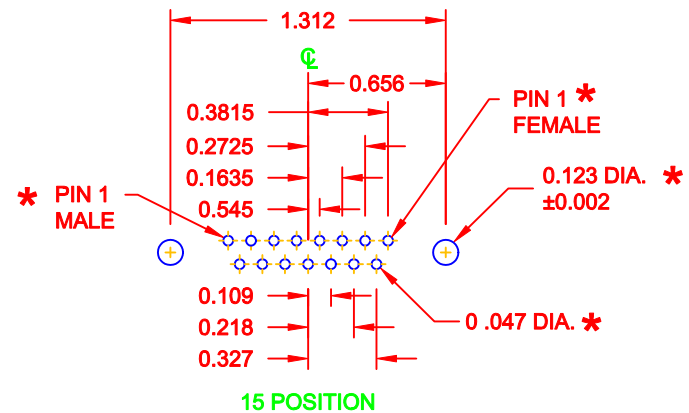 1.312
℄
0.656
0.3815
PIN 1 *
FEMALE
0.2725
0.1635
0.123 DIA. *
±0.002
* PIN 1
MALE
0.545
0.109
0 .047 DIA. *
0.218
0.327
15 POSITION